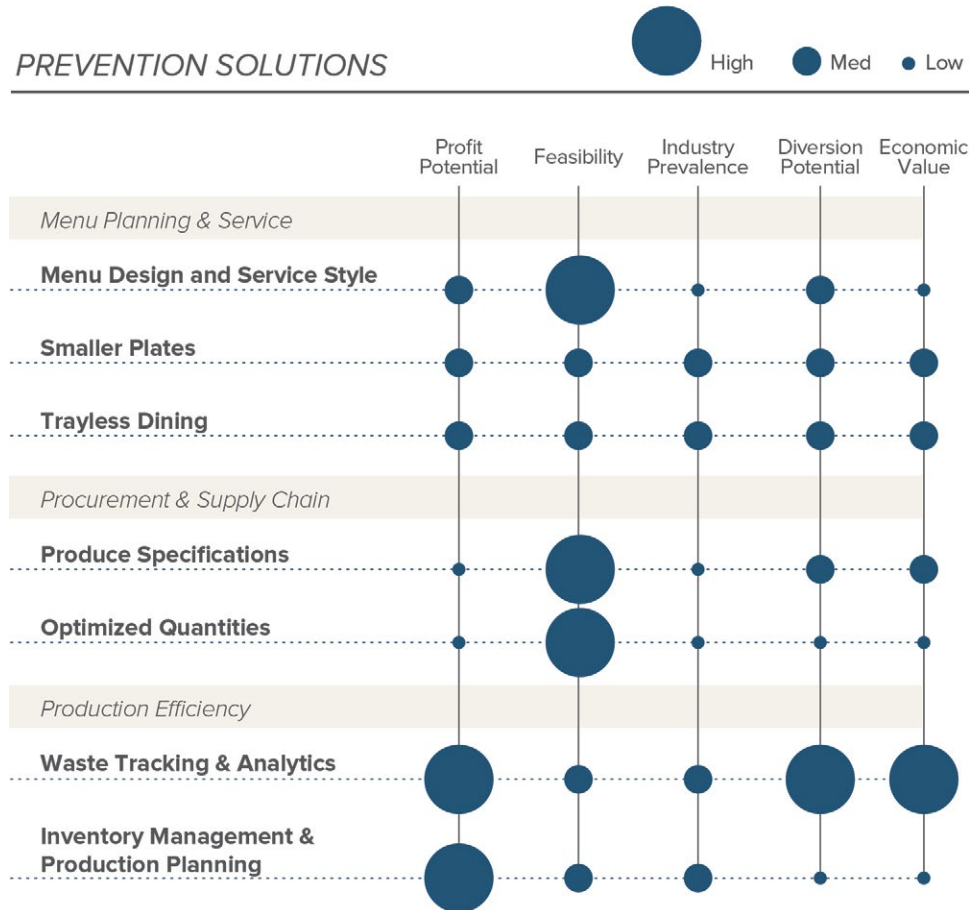 PREVENTION SOLUTIONS
High Med Low
Profit Potential Feasibility Industry Prevalence Diversion Potential Economic Value
Menu Planning & Service
Menu Design and Service Style
Smaller Plates
Trayless Dining
Procurement & Supply Chain
Produce Specifications
Optimized Quantities
Production Efficiency
Waste Tracking & Analytics
Inventory Management &
Production Planning